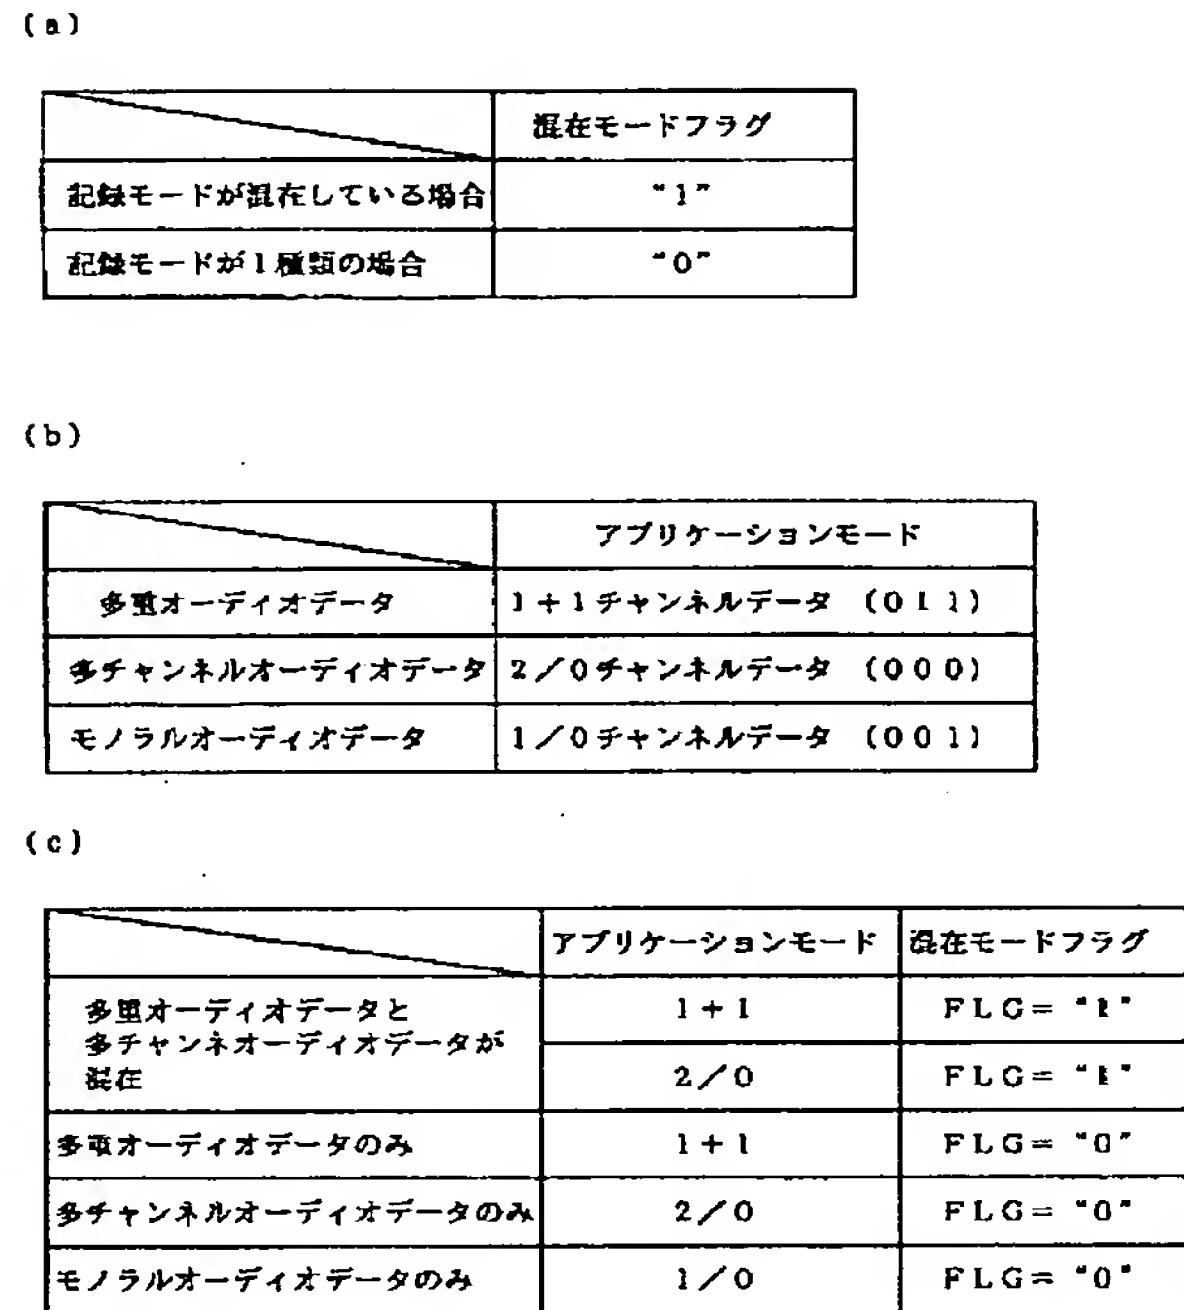 (a)
混在モードフラグ
記録モードが混在している場合 “1”
記録モードが1種類の場合 “0”
(b)
アプリケーションモード
多重オーディオデータ 1+1チャンネルデータ (011)
多チャンネルオーディオデータ 2/0チャンネルデータ (000)
モノラルオーディオデータ 1/0チャンネルデータ (001)
(c)
アプリケーションモード 混在モードフラグ
多重オーディオデータと
多チャンネオーディオデータが
混在
1+1 FLG=“1”
2/0 FLG=“1”
多重オーディオデータのみ 1+1 FLG=“0”
多チャンネルオーディオデータのみ 2/0 FLG=“0”
モノラルオーディオデータのみ 1/0 FLG=“0”